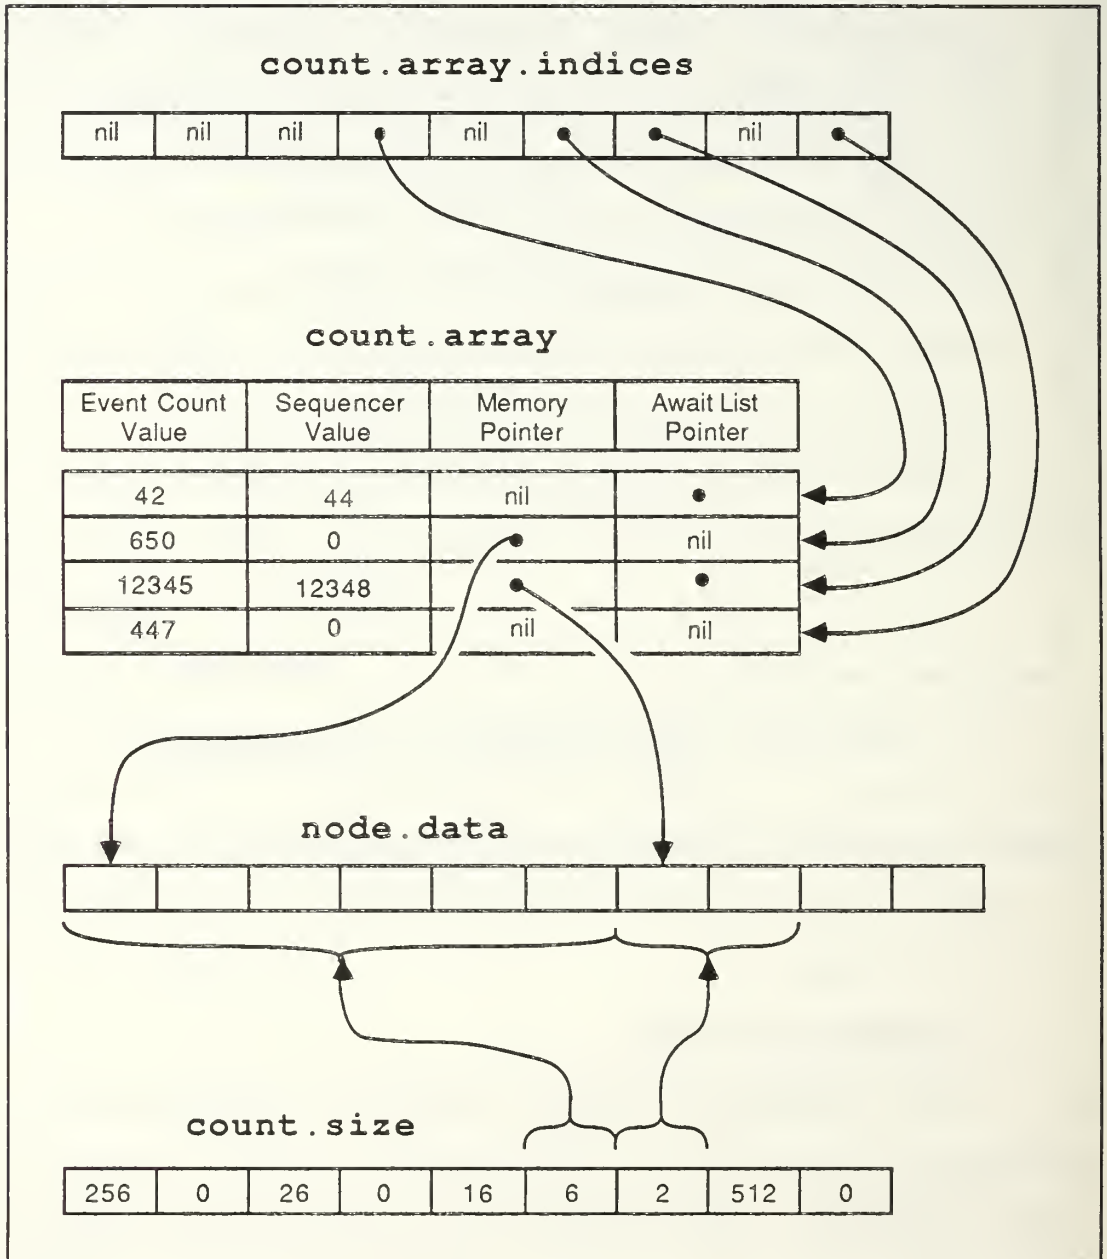 count.array.indices
nil nil nil nil nil
count.array
Event Count Value Sequencer Value Memory Pointer Await List Pointer
42 44 nil
650 0 nil
12345 12348
447 0 nil nil
node.data
count.size
256 0 26 0 16 6 2 512 0